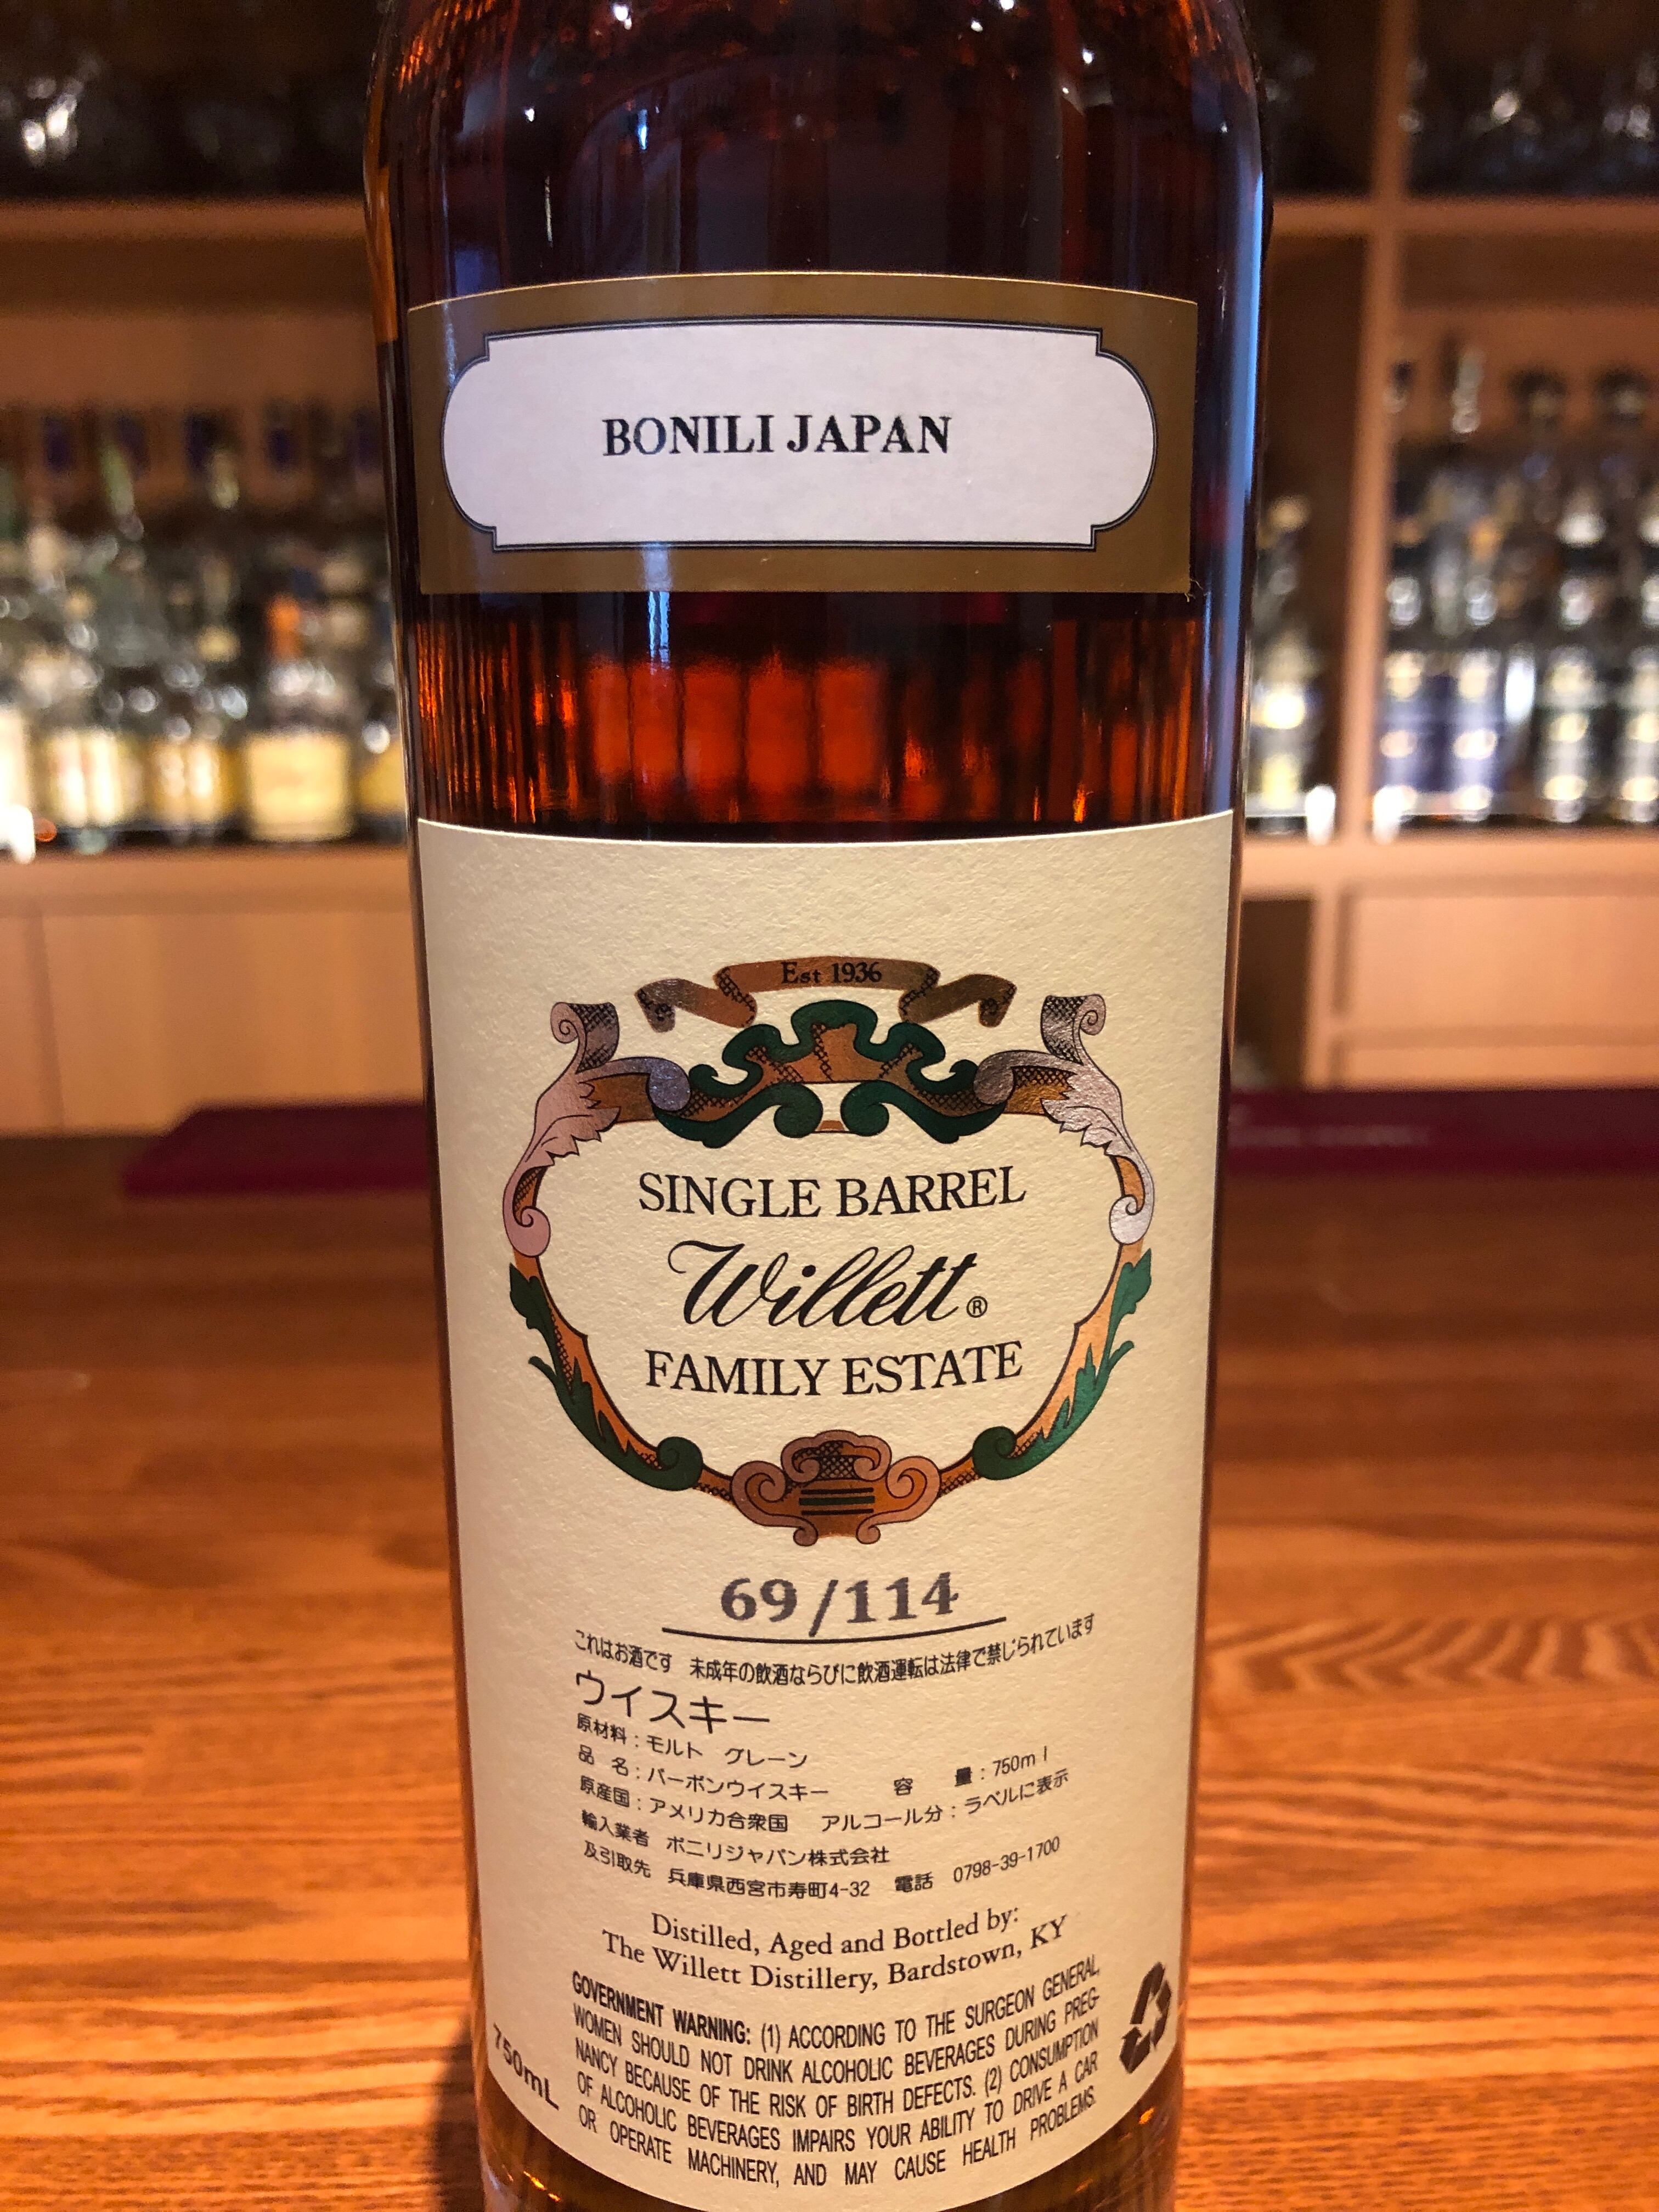 BONILI JAPAN
Est 1936
SINGLE BARREL
Willett®
FAMILY ESTATE
69/114
これはお酒です 未成年の飲酒ならびに飲酒運転は法律で禁じられています
ウイスキー
原材料：モルト グレーン
品 名：バーボンウイスキー 容 量：750ml
原産国：アメリカ合衆国 アルコール分：ラベルに表示
輸入業者 ボニリジャパン株式会社
及引取先 兵庫県西宮市寿町4-32 電話 0798-39-1700
Distilled, Aged and Bottled by:
The Willett Distillery, Bardstown, KY
GOVERNMENT WARNING: (1) ACCORDING TO THE SURGEON GENERAL,
WOMEN SHOULD NOT DRINK ALCOHOLIC BEVERAGES DURING PREG-
NANCY BECAUSE OF THE RISK OF BIRTH DEFECTS. (2) CONSUMPTION
OF ALCOHOLIC BEVERAGES IMPAIRS YOUR ABILITY TO DRIVE A CAR
OR OPERATE MACHINERY, AND MAY CAUSE HEALTH PROBLEMS.
750mL